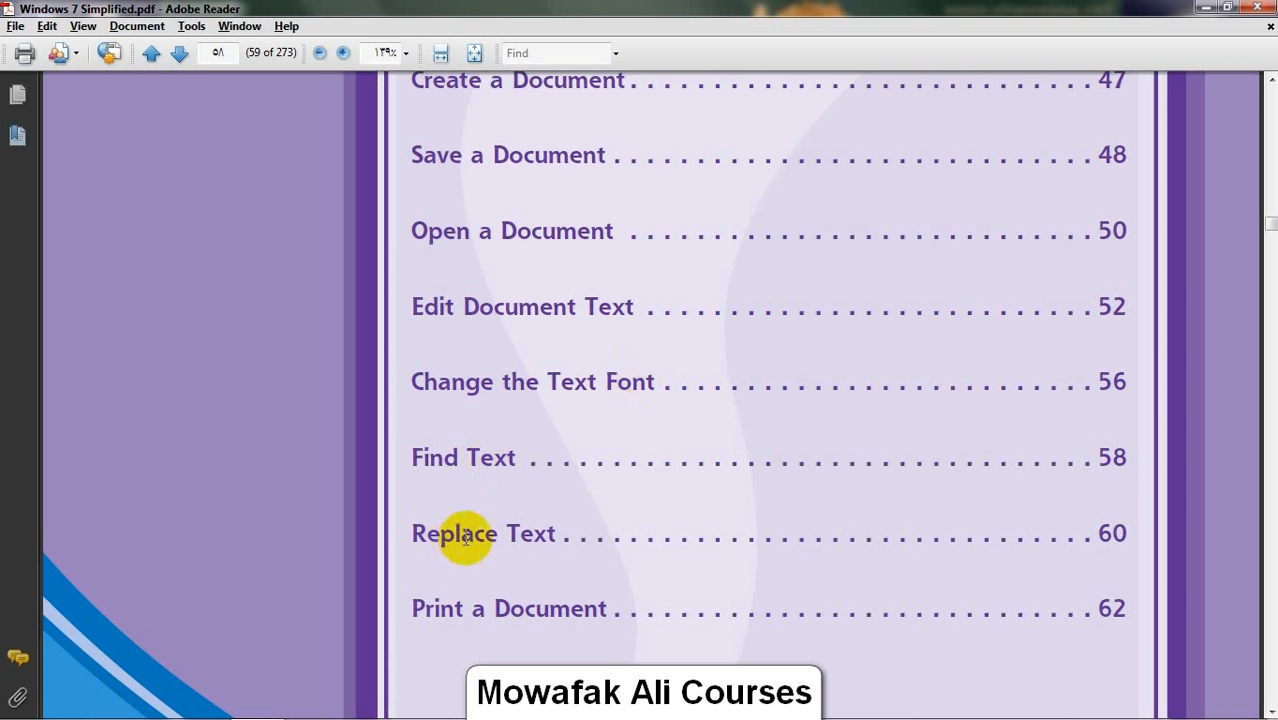 Windows 7 Simplified.pdf - Adobe Reader
File Edit View Document Tools Window Help
٥٨ (59 of 273) ١٣٩% Find
Create a Document . . . . . . . . . . . . . . . . . . . . . . . . . . . . 47
Save a Document . . . . . . . . . . . . . . . . . . . . . . . . . . . . . 48
Open a Document . . . . . . . . . . . . . . . . . . . . . . . . . . . . 50
Edit Document Text . . . . . . . . . . . . . . . . . . . . . . . . . . . 52
Change the Text Font . . . . . . . . . . . . . . . . . . . . . . . . . . 56
Find Text . . . . . . . . . . . . . . . . . . . . . . . . . . . . . . . . . . 58
Replace Text . . . . . . . . . . . . . . . . . . . . . . . . . . . . . . . . 60
Print a Document . . . . . . . . . . . . . . . . . . . . . . . . . . . . . 62
Mowafak Ali Courses